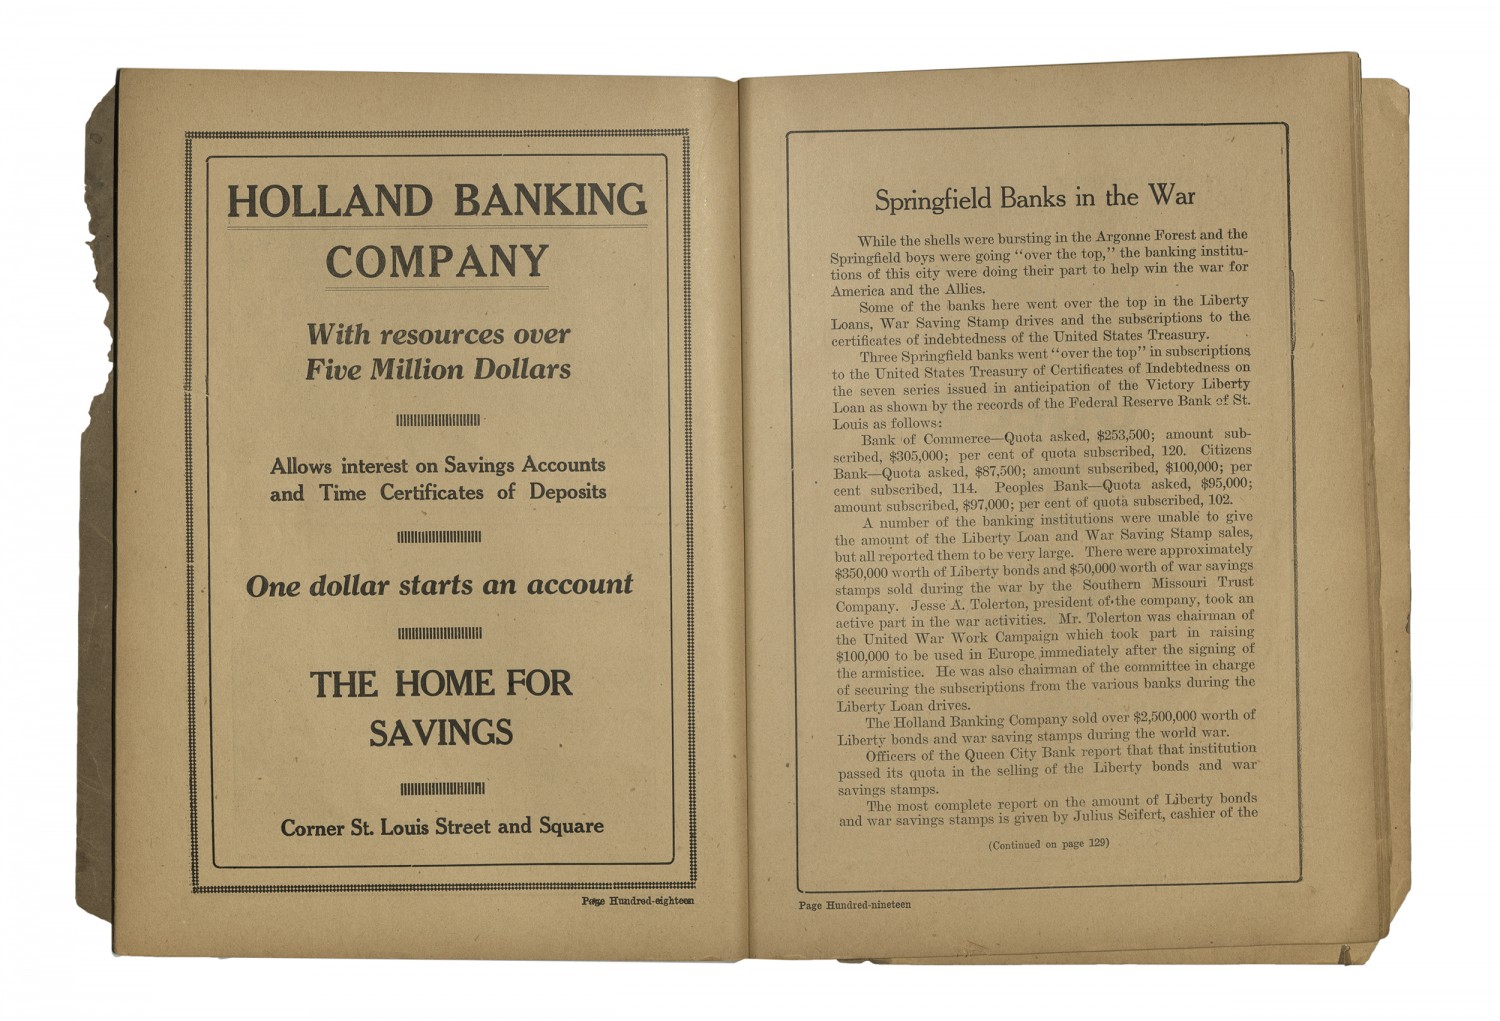 HOLLAND BANKING
COMPANY
With resources over
Five Million Dollars
Allows interest on Savings Accounts
and Time Certificates of Deposits
One dollar starts an account
THE HOME FOR
SAVINGS
Corner St. Louis Street and Square
Page Hundred-eighteen
Springfield Banks in the War
While the shells were bursting in the Argonne Forest and the
Springfield boys were going "over the top," the banking institu-
tions of this city were doing their part to help win the war for
America and the Allies.
Some of the banks here went over the top in the Liberty
Loans, War Saving Stamp drives and the subscriptions to the
certificates of indebtedness of the United States Treasury.
Three Springfield banks went "over the top" in subscriptions
to the United States Treasury of Certificates of Indebtedness on
the seven series issued in anticipation of the Victory Liberty
Loan as shown by the records of the Federal Reserve Bank of St.
Louis as follows:
Bank of Commerce—Quota asked, $253,500; amount sub-
scribed, $305,000; per cent of quota subscribed, 120. Citizens
Bank—Quota asked, $87,500; amount subscribed, $100,000; per
cent subscribed, 114. Peoples Bank—Quota asked, $95,000;
amount subscribed, $97,000; per cent of quota subscribed, 102.
A number of the banking institutions were unable to give
the amount of the Liberty Loan and War Saving Stamp sales,
but all reported them to be very large. There were approximately
$350,000 worth of Liberty bonds and $50,000 worth of war savings
stamps sold during the war by the Southern Missouri Trust
Company. Jesse A. Tolerton, president of the company, took an
active part in the war activities. Mr. Tolerton was chairman of
the United War Work Campaign which took part in raising
$100,000 to be used in Europe immediately after the signing of
the armistice. He was also chairman of the committee in charge
of securing the subscriptions from the various banks during the
Liberty Loan drives.
The Holland Banking Company sold over $2,500,000 worth of
Liberty bonds and war saving stamps during the world war.
Officers of the Queen City Bank report that that institution
passed its quota in the selling of the Liberty bonds and war
savings stamps.
The most complete report on the amount of Liberty bonds
and war savings stamps is given by Julius Seifert, cashier of the
(Continued on page 129)
Page Hundred-nineteen